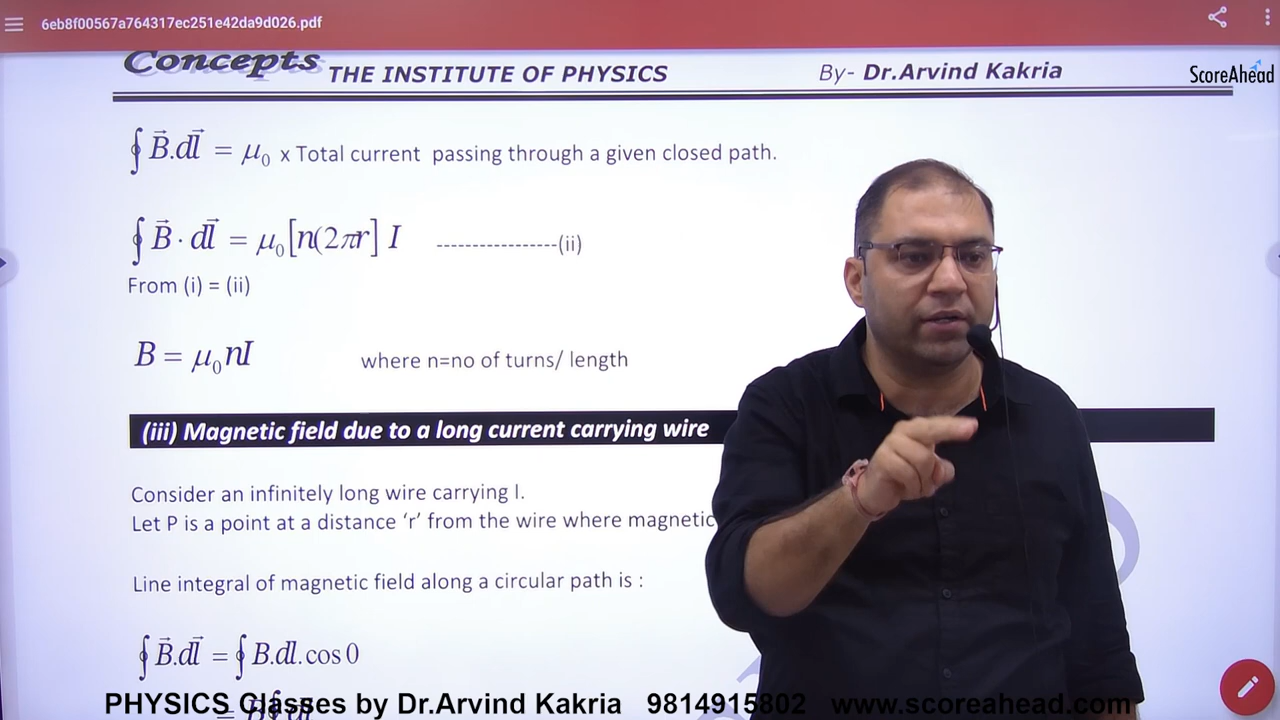 6eb8f00567a764317ec251e42da9d026.pdf
Concepts THE INSTITUTE OF PHYSICS By- Dr.Arvind Kakria
ScoreAhead
∮ B⃗.dl⃗ = μ₀ x Total current passing through a given closed path.
∮ B⃗ · dl⃗ = μ₀ [n(2πr] I -----------------(ii)
From (i) = (ii)
B = μ₀nI where n=no of turns/ length
(iii) Magnetic field due to a long current carrying wire
Consider an infinitely long wire carrying I.
Let P is a point at a distance ‘r’ from the wire where magnetic
Line integral of magnetic field along a circular path is :
∮ B⃗.dl⃗ = ∮ B.dl.cos 0
= B∮ dl
PHYSICS Classes by Dr.Arvind Kakria 9814915802 www.scoreahead.com